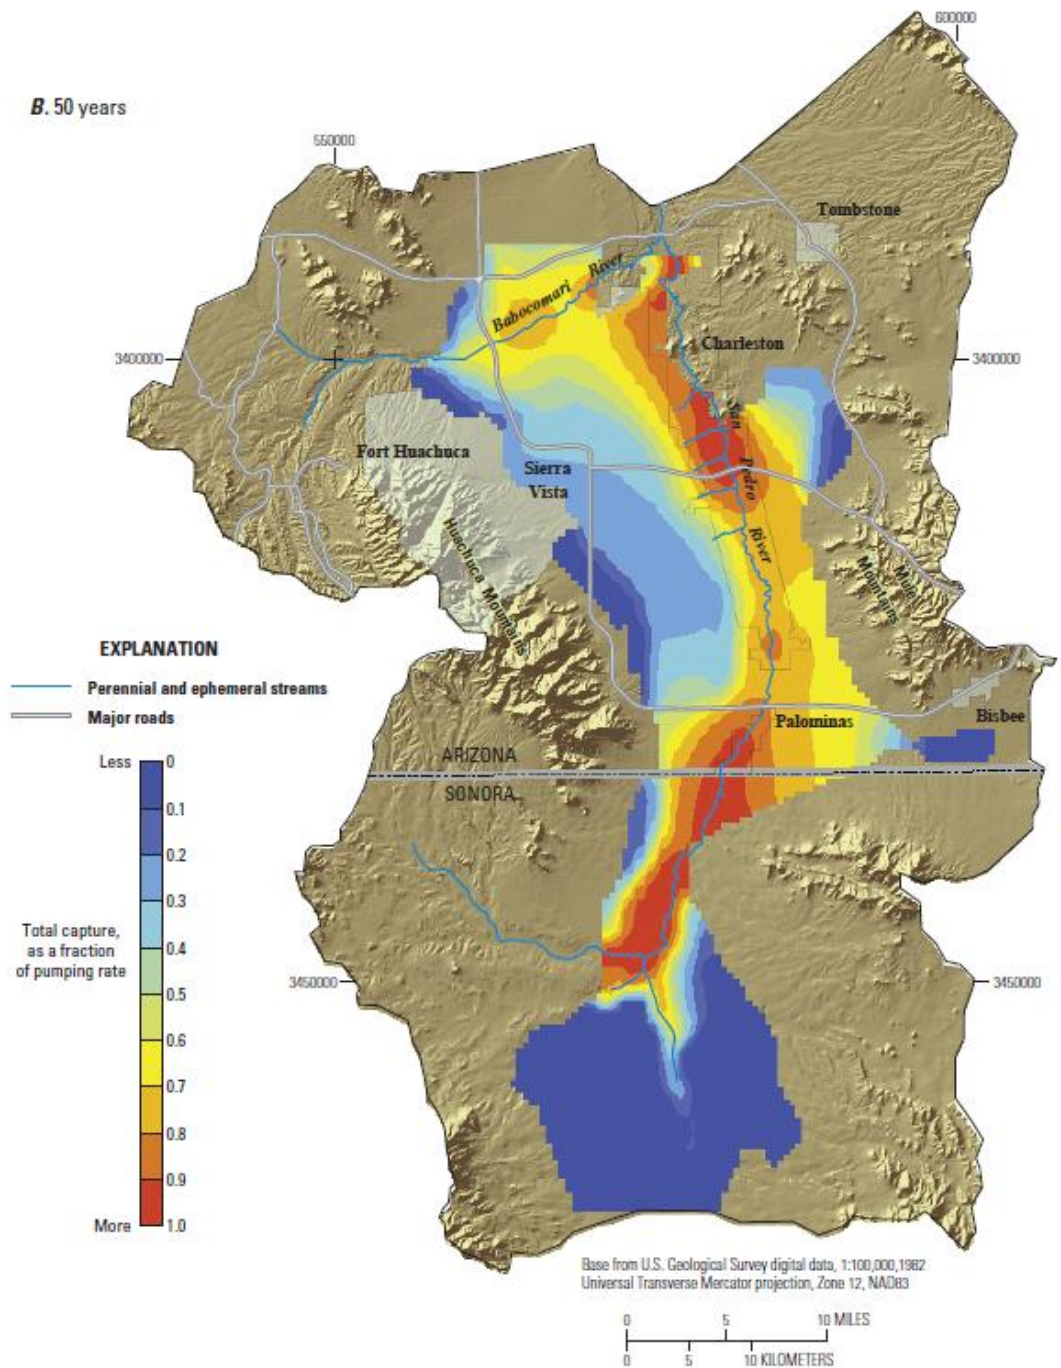 600000
B. 50 years
550000
Tombstone
Babocomari River
Charleston
3400000
3400000
San Pedro River
Fort Huachuca
Sierra
Vista
Huachuca Mountains
Mule
Mountains
EXPLANATION
Perennial and ephemeral streams
Major roads
Palominas
Bisbee
ARIZONA
SONORA
Less
0
0.1
0.2
0.3
0.4
0.5
0.6
0.7
0.8
0.9
1.0
More
Total capture,
as a fraction
of pumping rate
3450000
3450000
Base from U.S. Geological Survey digital data, 1:100,000,1982
Universal Transverse Mercator projection, Zone 12, NAD83
0 5 10 MILES
0 5 10 KILOMETERS